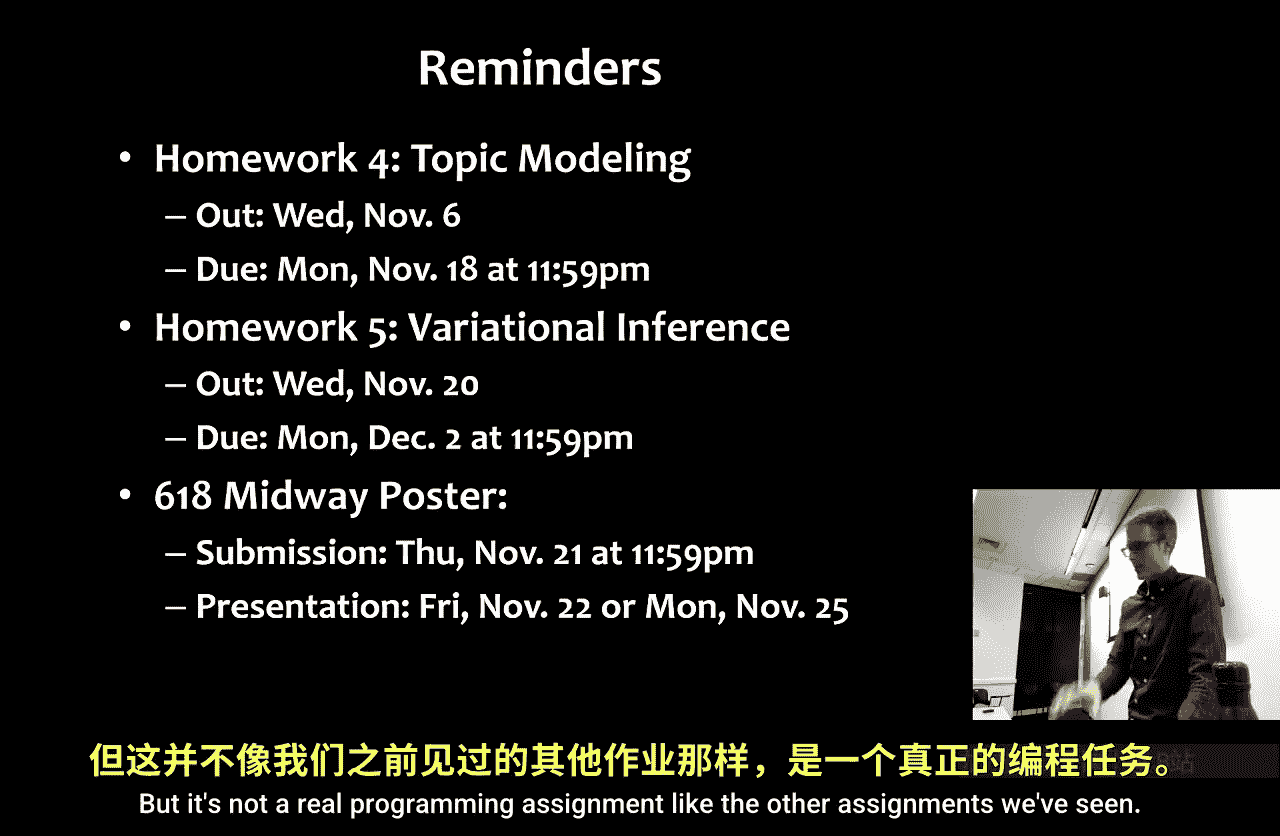 Reminders
• Homework 4: Topic Modeling
– Out: Wed, Nov. 6
– Due: Mon, Nov. 18 at 11:59pm
• Homework 5: Variational Inference
– Out: Wed, Nov. 20
– Due: Mon, Dec. 2 at 11:59pm
• 618 Midway Poster:
– Submission: Thu, Nov. 21 at 11:59pm
– Presentation: Fri, Nov. 22 or Mon, Nov. 25
但这并不像我们之前见过的其他作业那样，是一个真正的编程任务。
But it's not a real programming assignment like the other assignments we've seen.